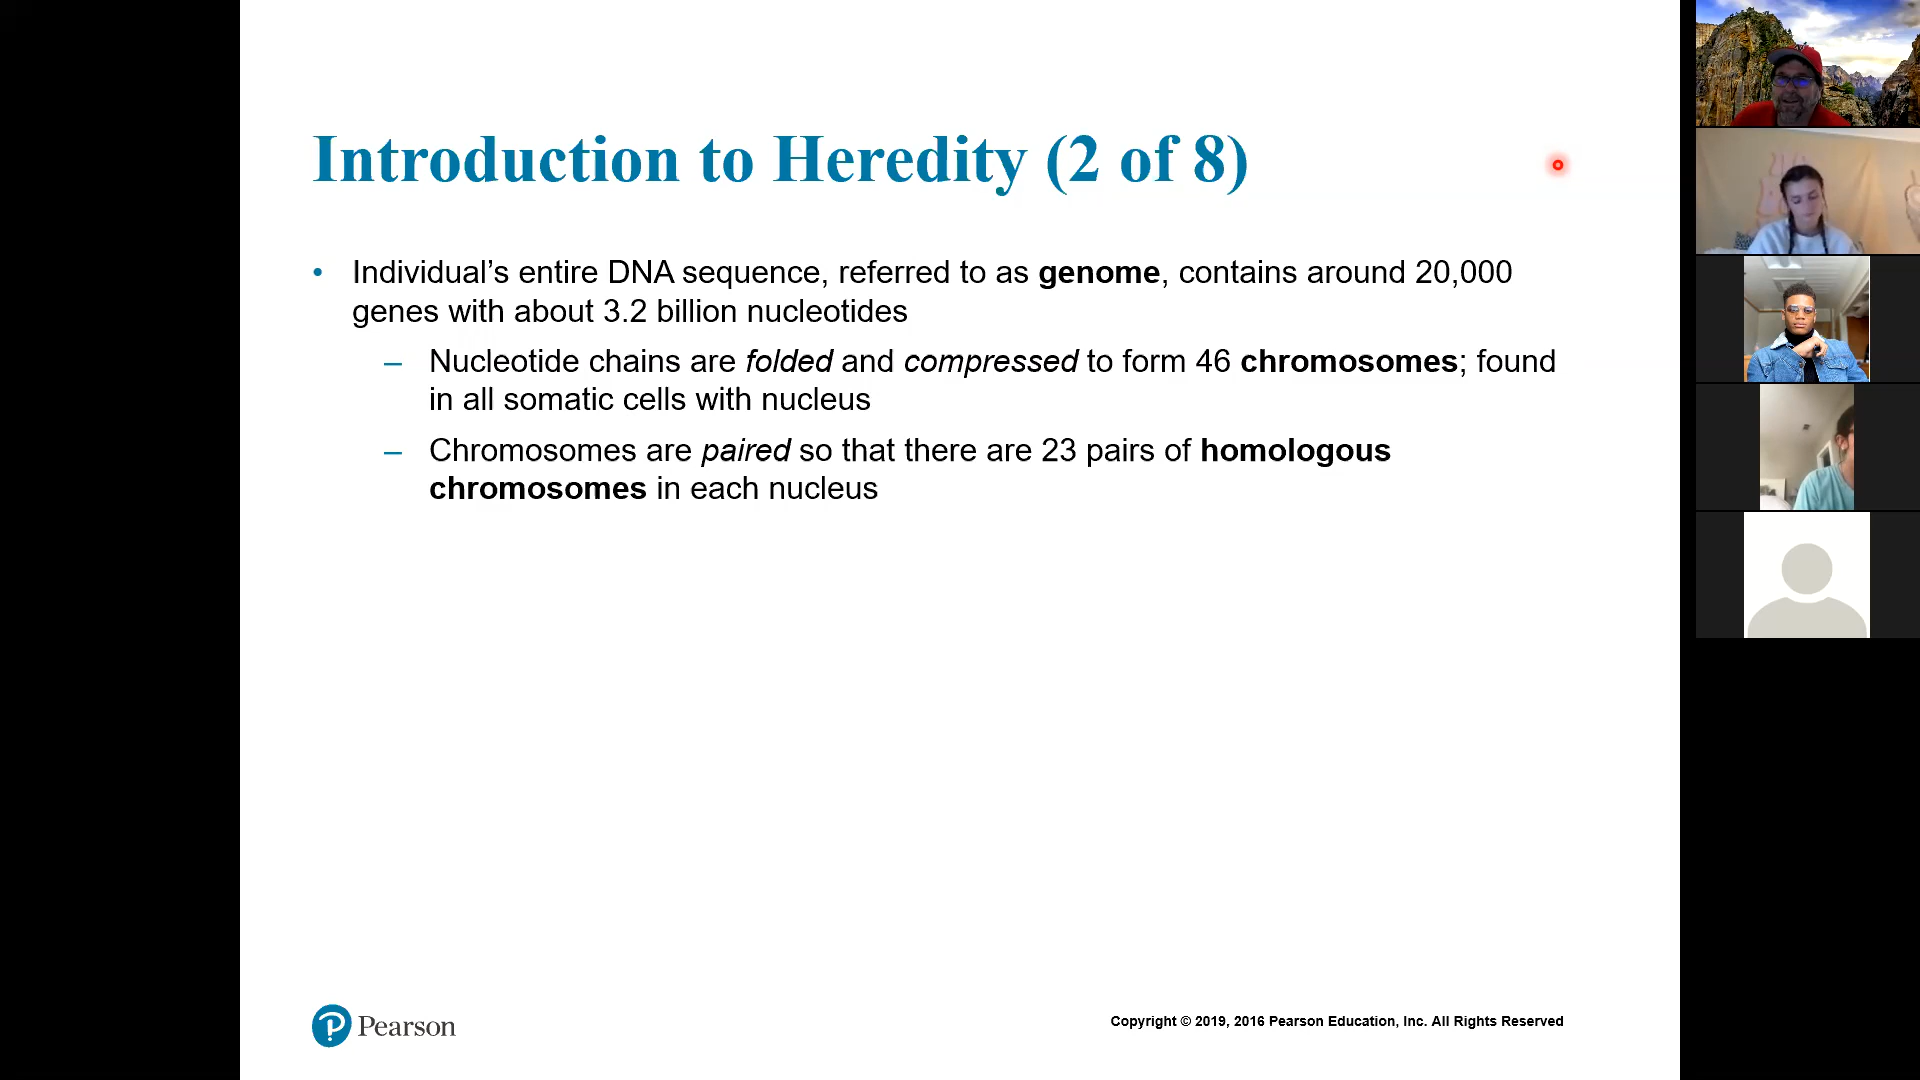 Introduction to Heredity (2 of 8)
• Individual’s entire DNA sequence, referred to as genome, contains around 20,000
genes with about 3.2 billion nucleotides
– Nucleotide chains are folded and compressed to form 46 chromosomes; found
in all somatic cells with nucleus
– Chromosomes are paired so that there are 23 pairs of homologous
chromosomes in each nucleus
Pearson
Copyright © 2019, 2016 Pearson Education, Inc. All Rights Reserved